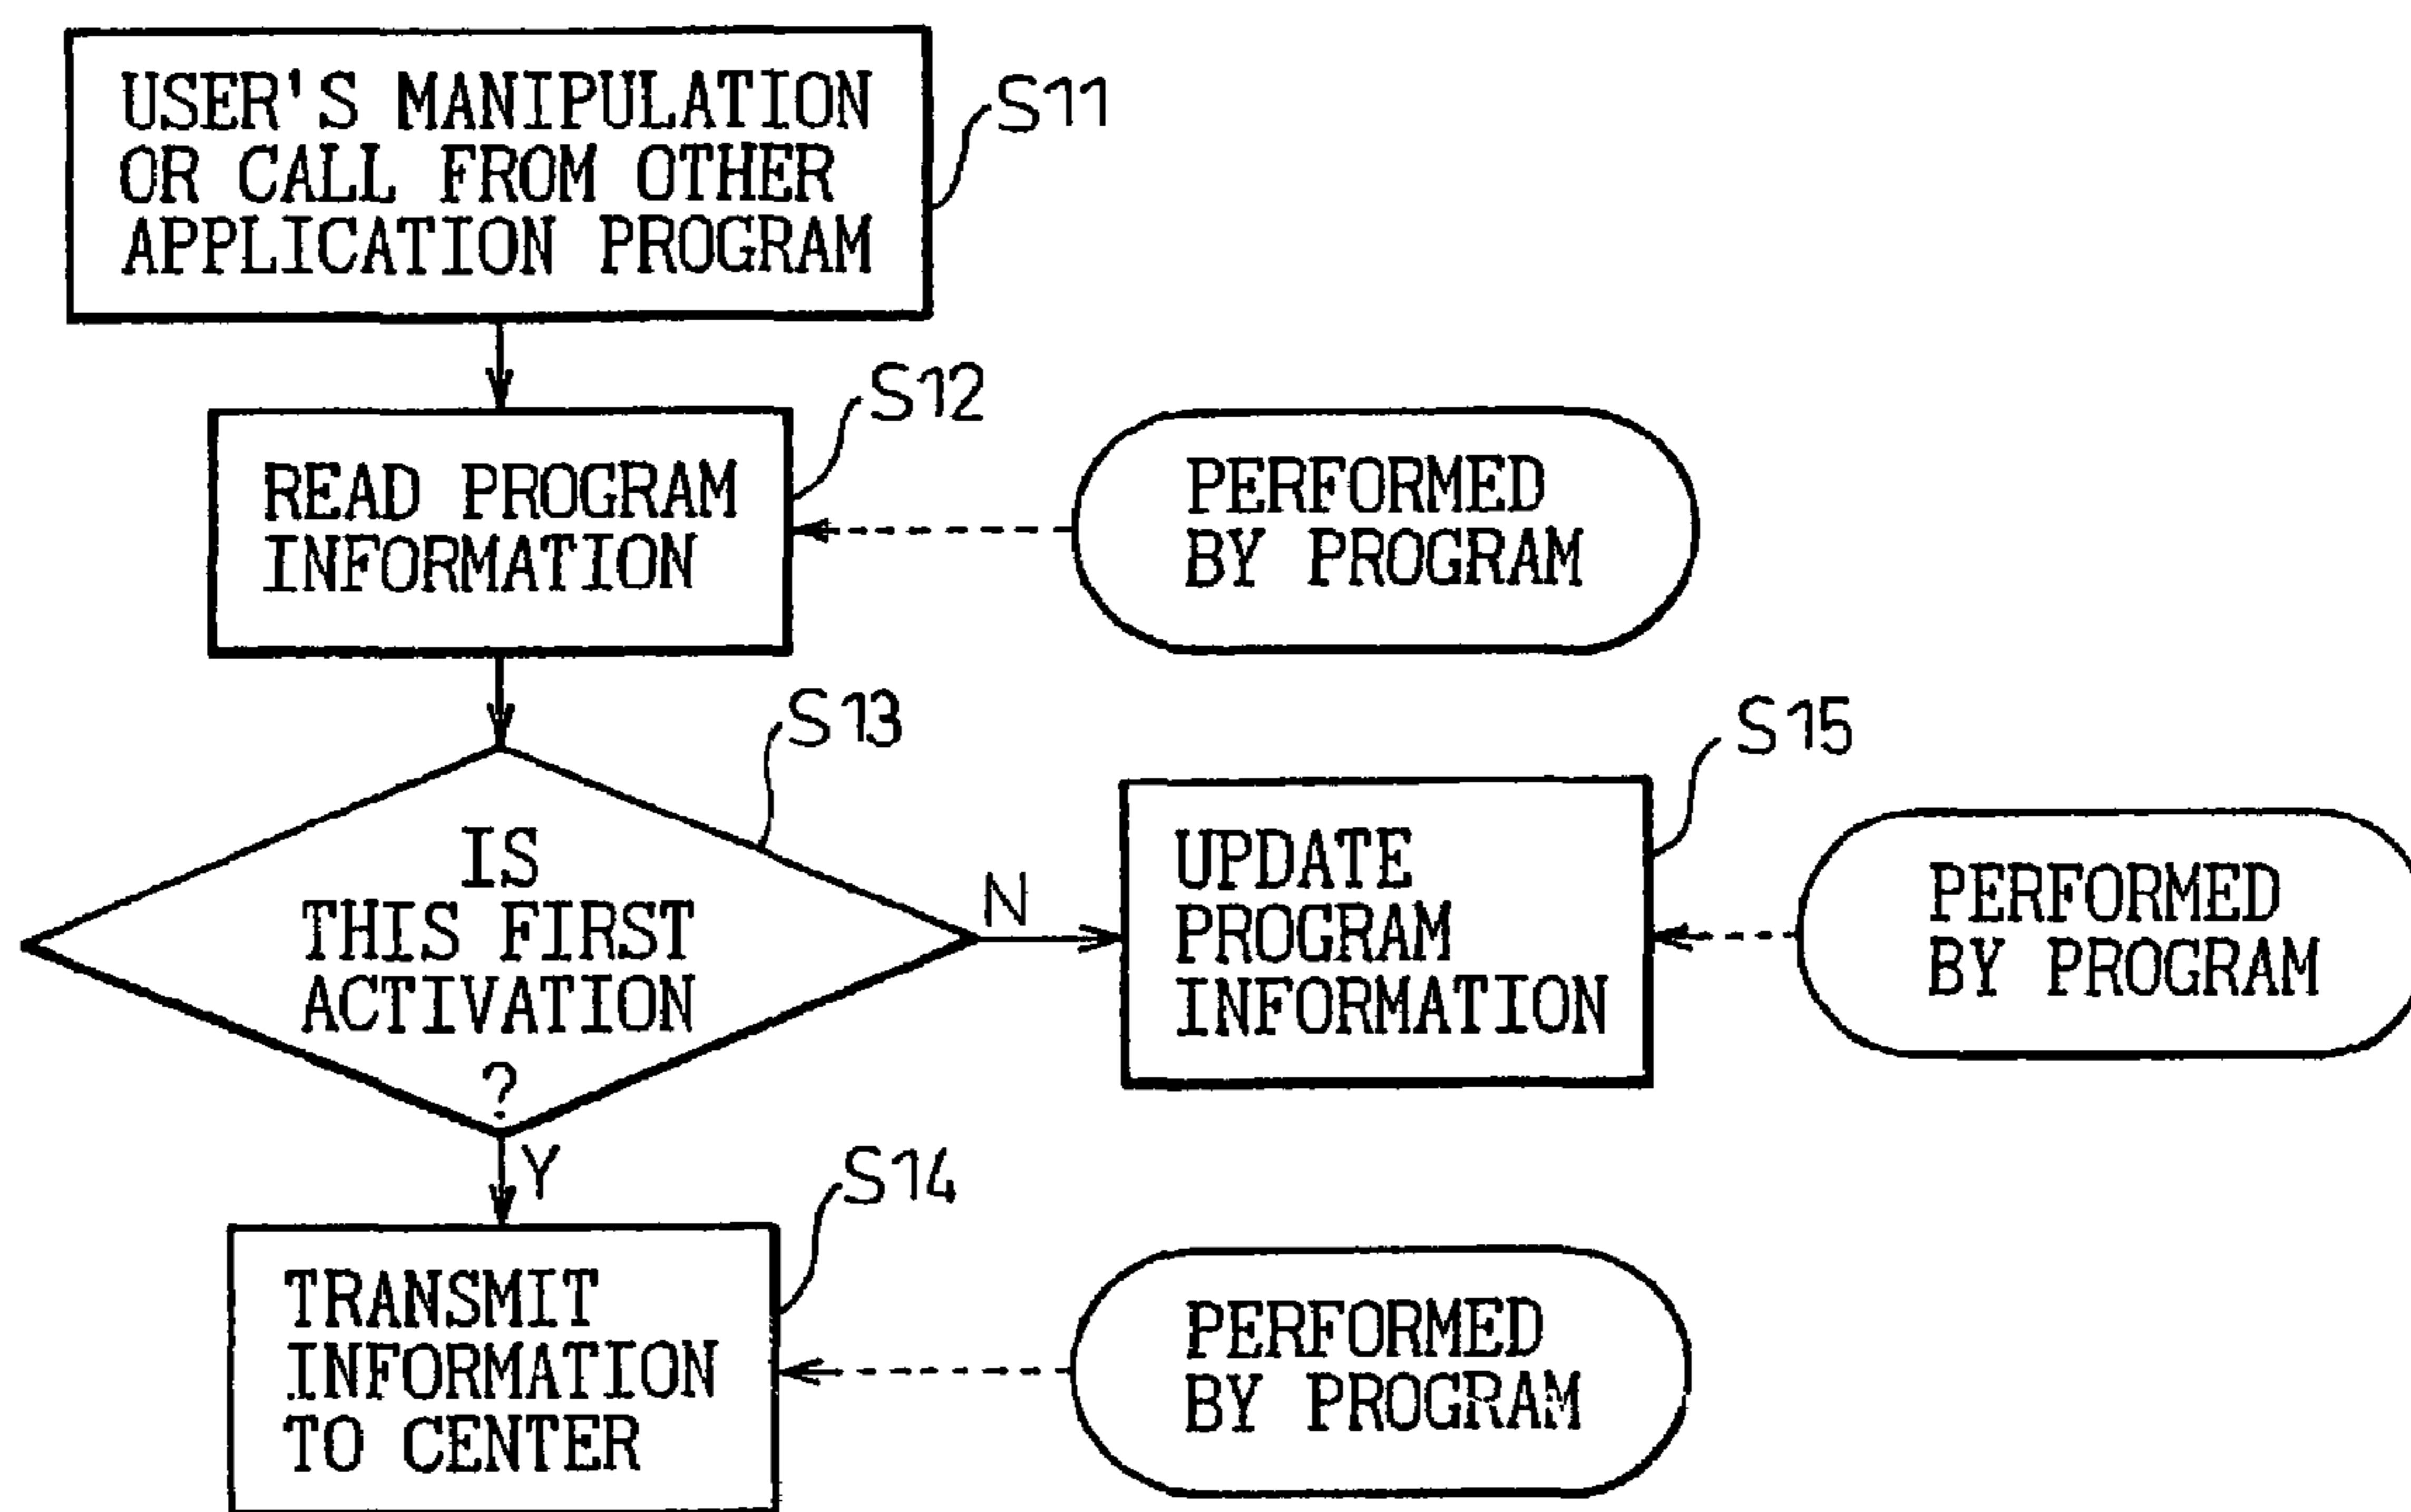 USER'S MANIPULATION
OR CALL FROM OTHER
APPLICATION PROGRAM
S11
S12
READ PROGRAM
INFORMATION
PERFORMED
BY PROGRAM
S13
IS
THIS FIRST
ACTIVATION
?
N
S15
UPDATE
PROGRAM
INFORMATION
PERFORMED
BY PROGRAM
Y
S14
TRANSMIT
INFORMATION
TO CENTER
PERFORMED
BY PROGRAM